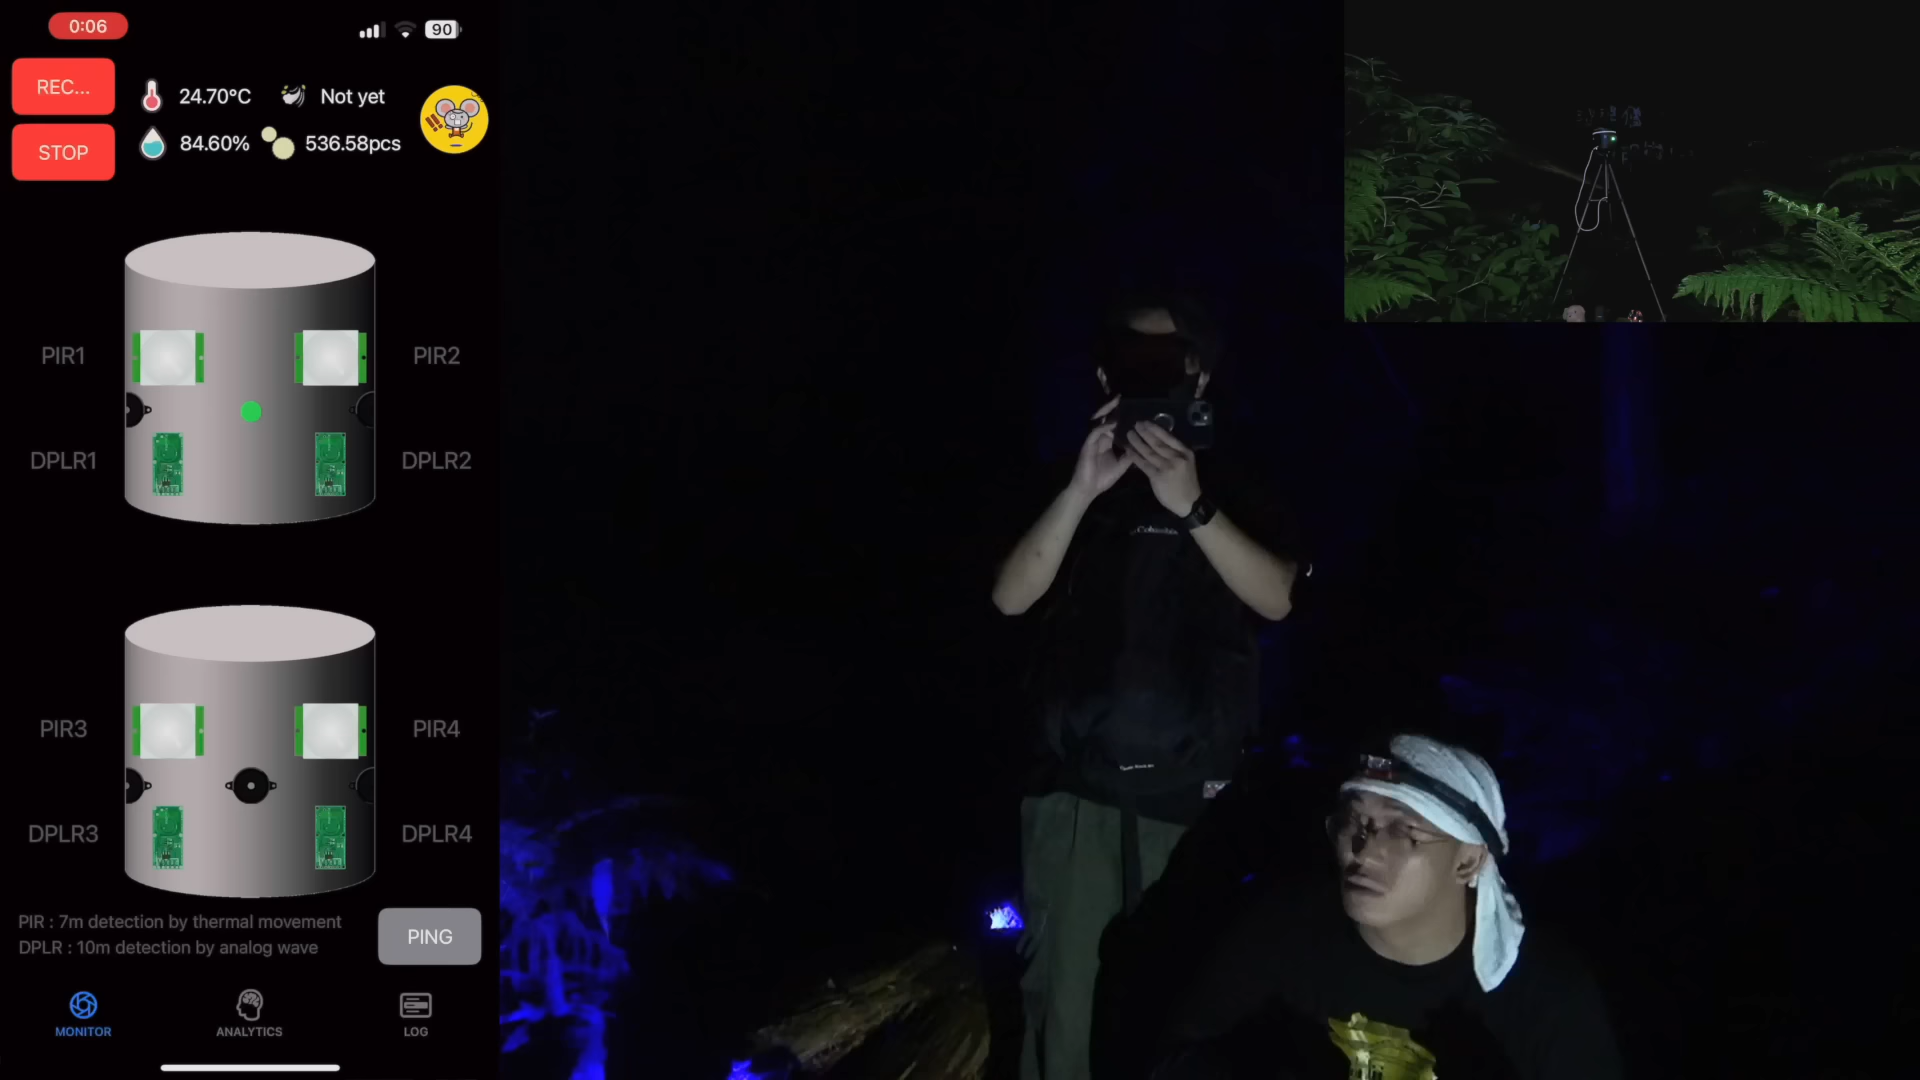 0:06
90
REC...
24.70°C
Not yet
STOP
84.60%
536.58pcs
PIR1
PIR2
DPLR1
DPLR2
PIR3
PIR4
DPLR3
DPLR4
PIR : 7m detection by thermal movement
DPLR : 10m detection by analog wave
PING
MONITOR
ANALYTICS
LOG
Columbia